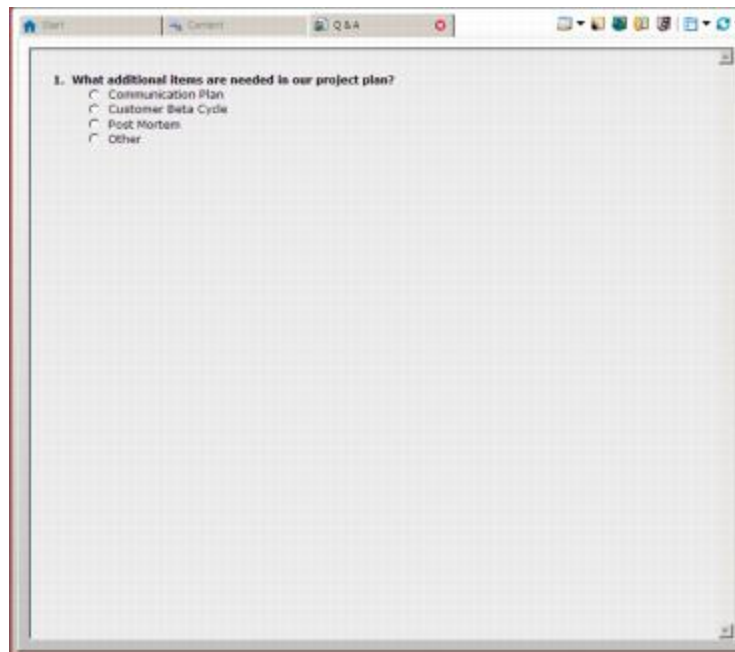 Start
Content
Q & A
1. What additional items are needed in our project plan?
Communication Plan
Customer Beta Cycle
Post Mortem
Other